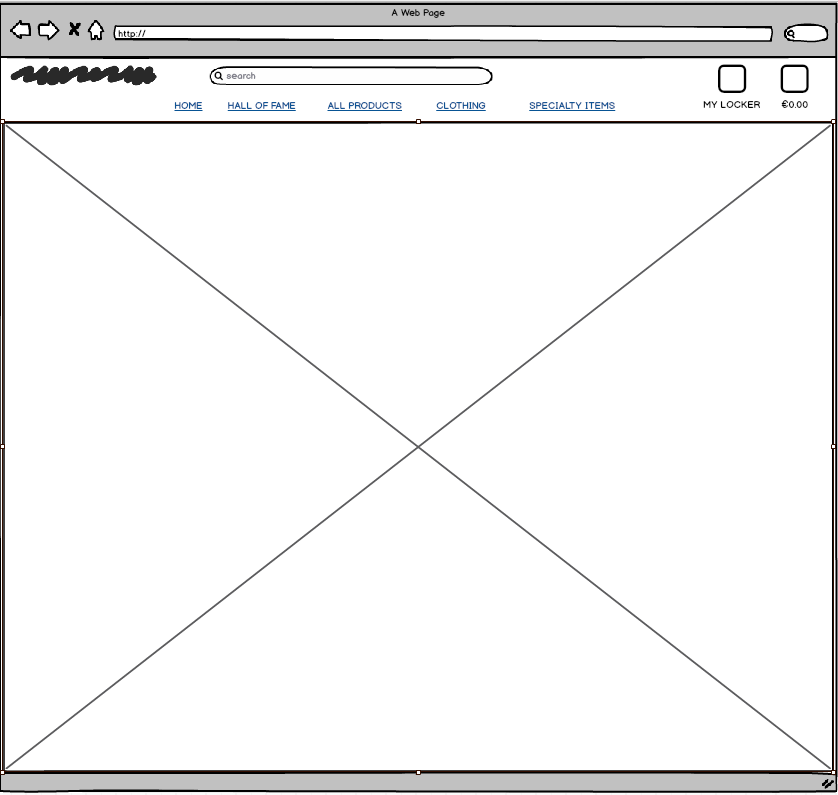 A Web Page
http://
search
HOME HALL OF FAME ALL PRODUCTS CLOTHING SPECIALTY ITEMS MY LOCKER €0.00